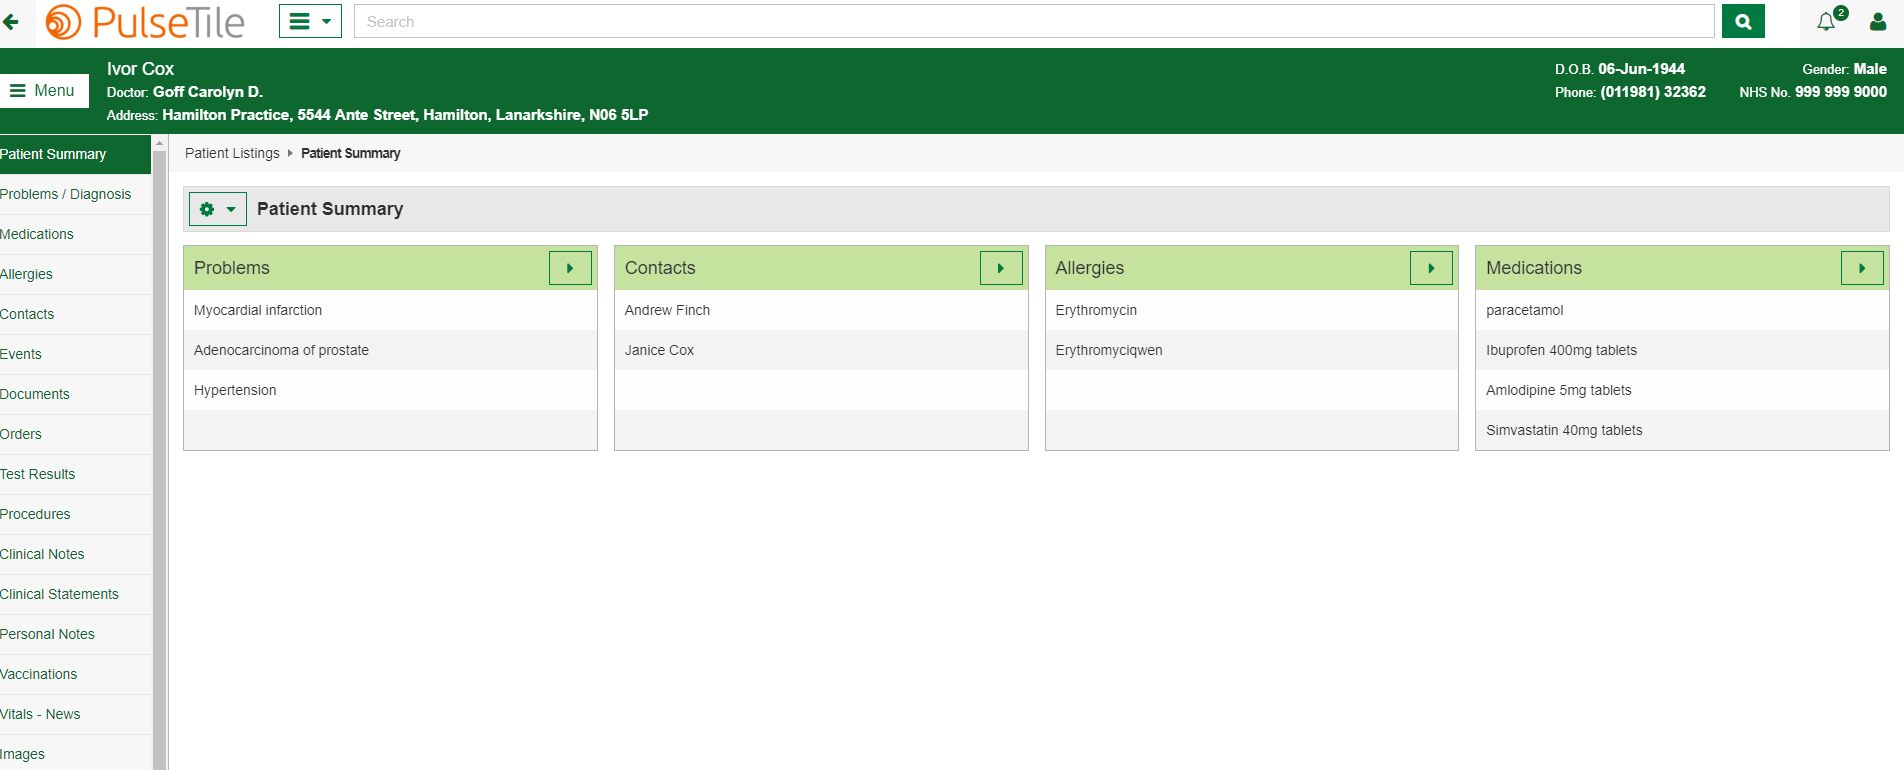 PulseTile
Search
2
Menu
Ivor Cox
Doctor: Goff Carolyn D.
Address: Hamilton Practice, 5544 Ante Street, Hamilton, Lanarkshire, N06 5LP
D.O.B. 06-Jun-1944
Gender: Male
Phone: (011981) 32362
NHS No. 999 999 9000
Patient Summary
Problems / Diagnosis
Medications
Allergies
Contacts
Events
Documents
Orders
Test Results
Procedures
Clinical Notes
Clinical Statements
Personal Notes
Vaccinations
Vitals - News
Images
Patient Listings Patient Summary
Patient Summary
Problems
Myocardial infarction
Adenocarcinoma of prostate
Hypertension
Contacts
Andrew Finch
Janice Cox
Allergies
Erythromycin
Erythromyciqwen
Medications
paracetamol
Ibuprofen 400mg tablets
Amlodipine 5mg tablets
Simvastatin 40mg tablets